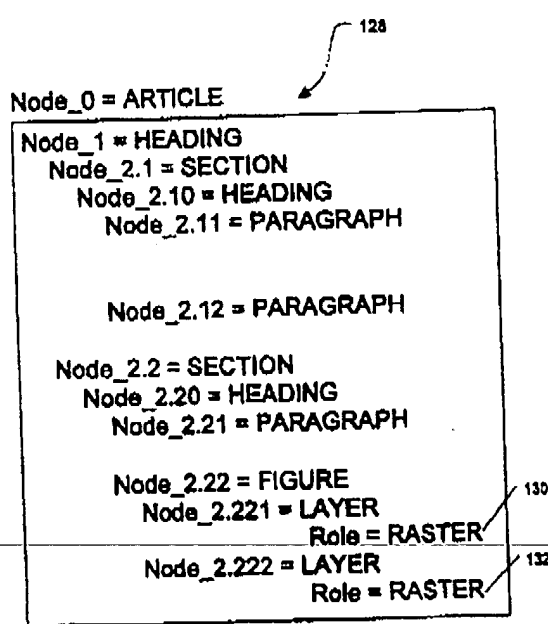 128
Node_0 = ARTICLE
Node_1 = HEADING
Node_2.1 = SECTION
Node_2.10 = HEADING
Node_2.11 = PARAGRAPH
Node_2.12 = PARAGRAPH
Node_2.2 = SECTION
Node_2.20 = HEADING
Node_2.21 = PARAGRAPH
Node_2.22 = FIGURE
Node_2.221 = LAYER
Role = RASTER 130
Node_2.222 = LAYER 132
Role = RASTER